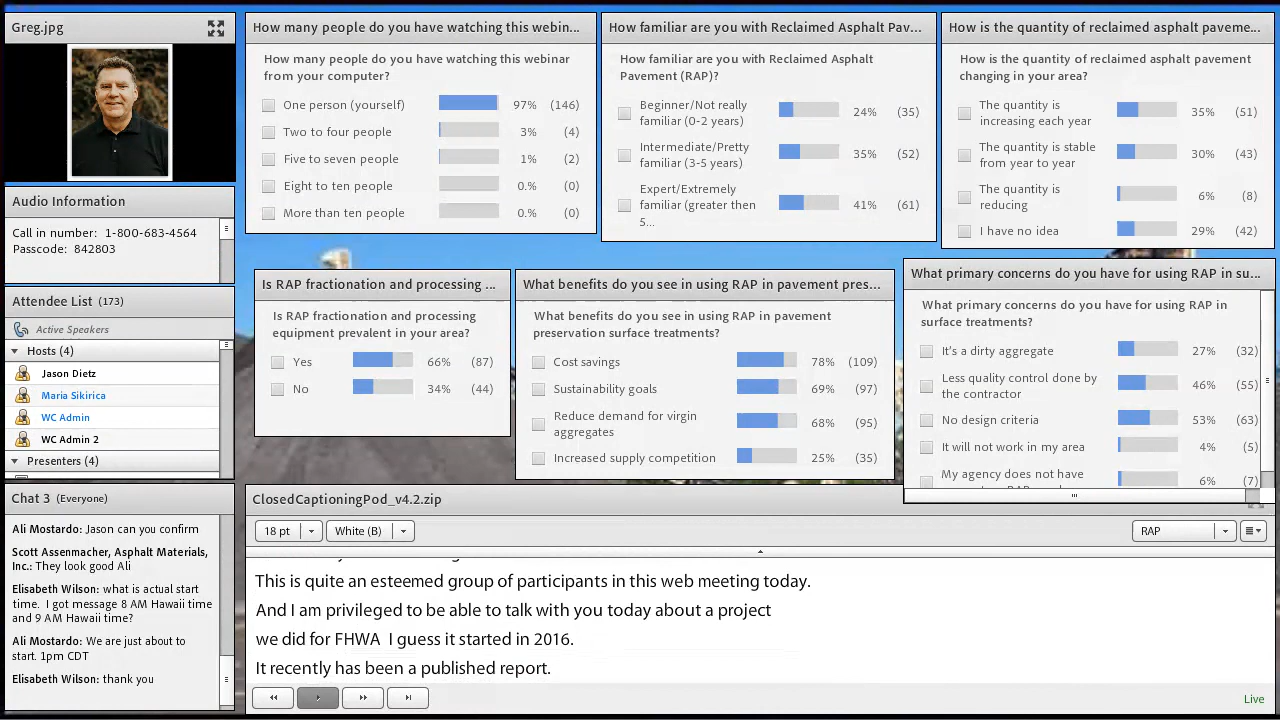 Greg.jpg
Audio Information
Call in number: 1-800-683-4564
Passcode: 842803
Attendee List (173)
Active Speakers
Hosts (4)
Jason Dietz
Maria Sikirica
WC Admin
WC Admin 2
Presenters (4)
Chat 3 (Everyone)
Ali Mostardo: Jason can you confirm
Scott Assenmacher, Asphalt Materials,
Inc.: They look good Ali
Elisabeth Wilson: what is actual start
time. I got message 8 AM Hawaii time
and 9 AM Hawaii time?
Ali Mostardo: We are just about to
start. 1pm CDT
Elisabeth Wilson: thank you
How many people do you have watching this webin...
How many people do you have watching this webinar
from your computer?
One person (yourself) 97% (146)
Two to four people 3% (4)
Five to seven people 1% (2)
Eight to ten people 0.% (0)
More than ten people 0.% (0)
How familiar are you with Reclaimed Asphalt Pav...
How familiar are you with Reclaimed Asphalt
Pavement (RAP)?
Beginner/Not really
familiar (0-2 years) 24% (35)
Intermediate/Pretty
familiar (3-5 years) 35% (52)
Expert/Extremely
familiar (greater then 41% (61)
5...
How is the quantity of reclaimed asphalt paveme...
How is the quantity of reclaimed asphalt pavement
changing in your area?
The quantity is
increasing each year 35% (51)
The quantity is stable
from year to year 30% (43)
The quantity is
reducing 6% (8)
I have no idea 29% (42)
Is RAP fractionation and processing ...
Is RAP fractionation and processing
equipment prevalent in your area?
Yes 66% (87)
No 34% (44)
What benefits do you see in using RAP in pavement pres...
What benefits do you see in using RAP in pavement
preservation surface treatments?
Cost savings 78% (109)
Sustainability goals 69% (97)
Reduce demand for virgin
aggregates 68% (95)
Increased supply competition 25% (35)
What primary concerns do you have for using RAP in su...
What primary concerns do you have for using RAP in
surface treatments?
It's a dirty aggregate 27% (32)
Less quality control done by
the contractor 46% (55)
No design criteria 53% (63)
It will not work in my area 4% (5)
My agency does not have 6% (7)
ClosedCaptioningPod_v4.2.zip
18 pt White (B) RAP
This is quite an esteemed group of participants in this web meeting today.
And I am privileged to be able to talk with you today about a project
we did for FHWA I guess it started in 2016.
It recently has been a published report.
Live